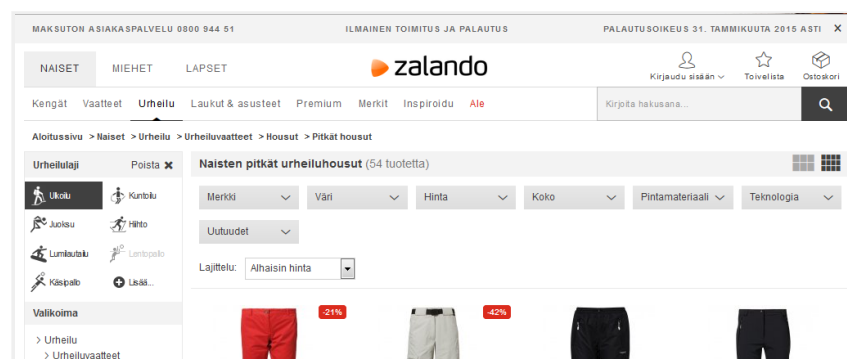 MAKSUTON ASIAKASPALVELU 0800 944 51 ILMAINEN TOIMITUS JA PALAUTUS PALAUTUSOIKEUS 31. TAMMIKUUTA 2015 ASTI X
NAISET MIEHET LAPSET zalando Kirjaudu sisään Toivelista Ostoskori
Kengät Vaatteet Urheilu Laukut & asusteet Premium Merkit Inspiroidu Ale Kirjoita hakusana...
Aloitussivu > Naiset > Urheilu > Urheiluvaatteet > Housut > Pitkät housut
Urheilulaji Poista ✖ Naisten pitkät urheiluhousut (54 tuotetta)
Ulkoilu Kuntoilu Merkki Väri Hinta Koko Pintamateriaali Teknologia
Juoksu Hiihto Uutuudet
Lumilautailu Lentopallo Lajittelu: Alhaisin hinta
Käsipallo Lisää...
Valikoima -21% -42%
> Urheilu
> Urheiluvaatteet